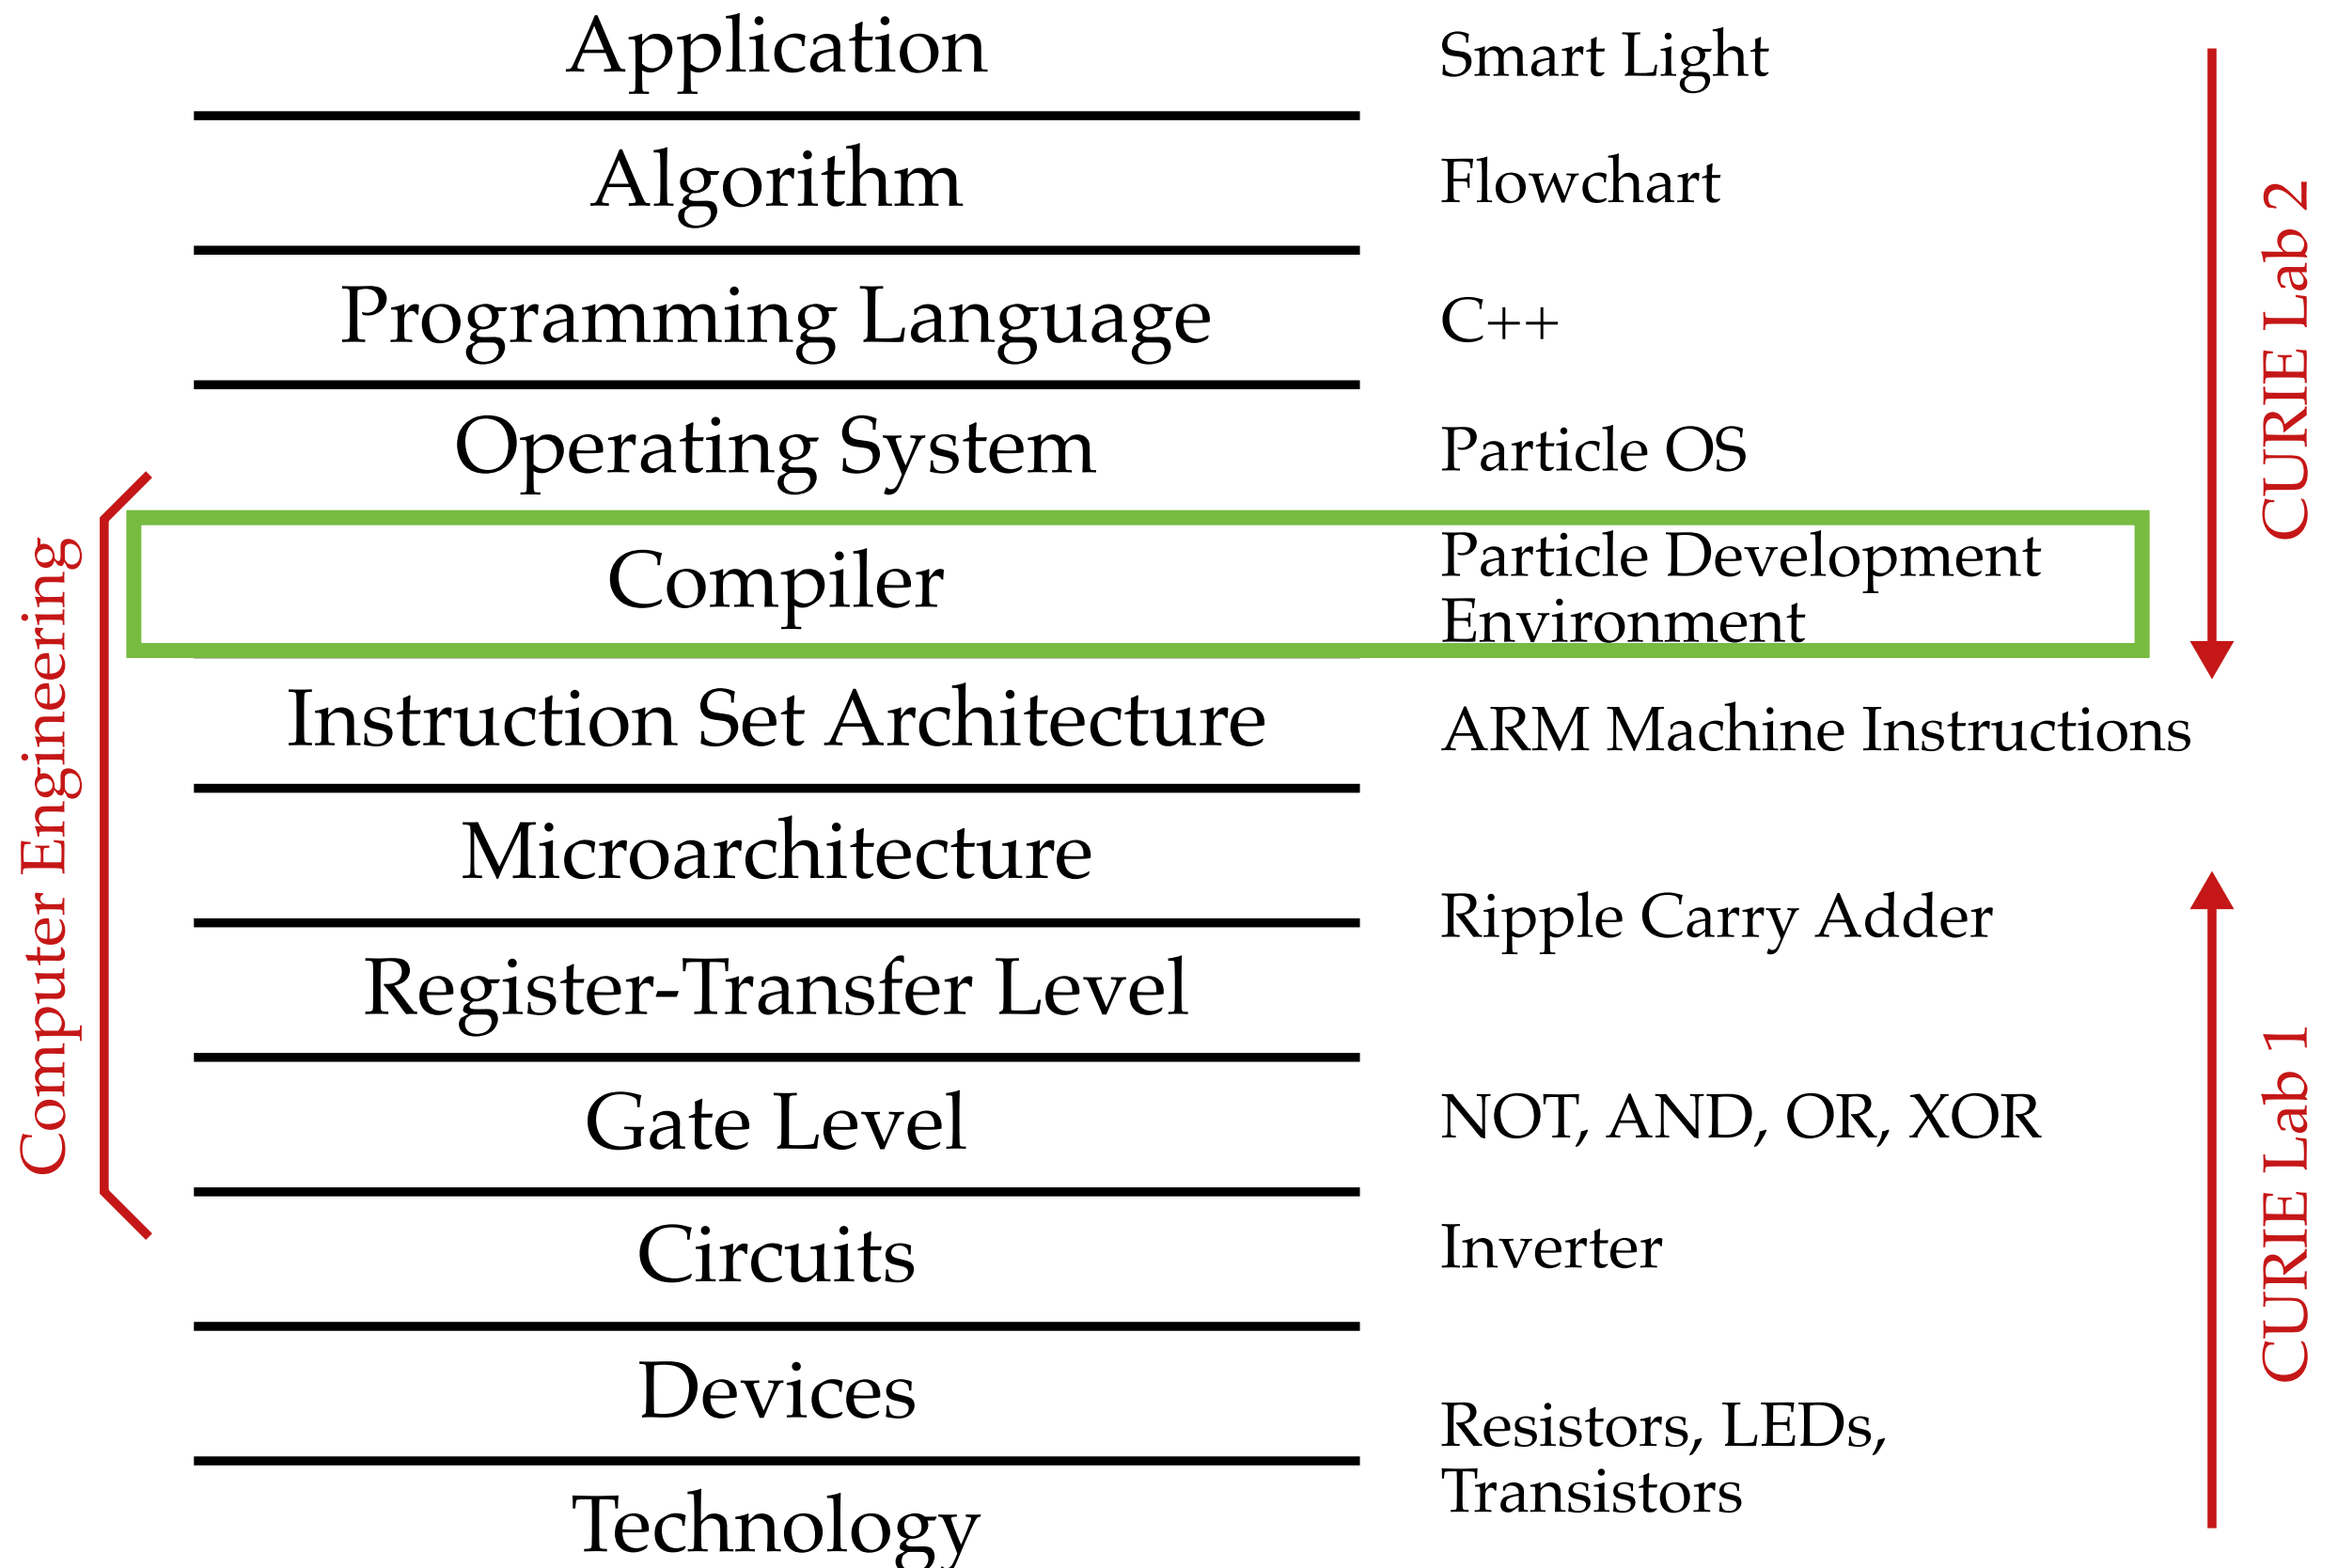 Application
Smart Light
Algorithm
Flowchart
Programming Language
C++
Operating System
Particle OS
Compiler
Particle Development
Environment
Instruction Set Architecture
ARM Machine Instructions
Microarchitecture
Ripple Carry Adder
Register-Transfer Level
Gate Level
NOT, AND, OR, XOR
Circuits
Inverter
Devices
Resistors, LEDs,
Transistors
Technology
Computer Engineering
CURIE Lab 2
CURIE Lab 1